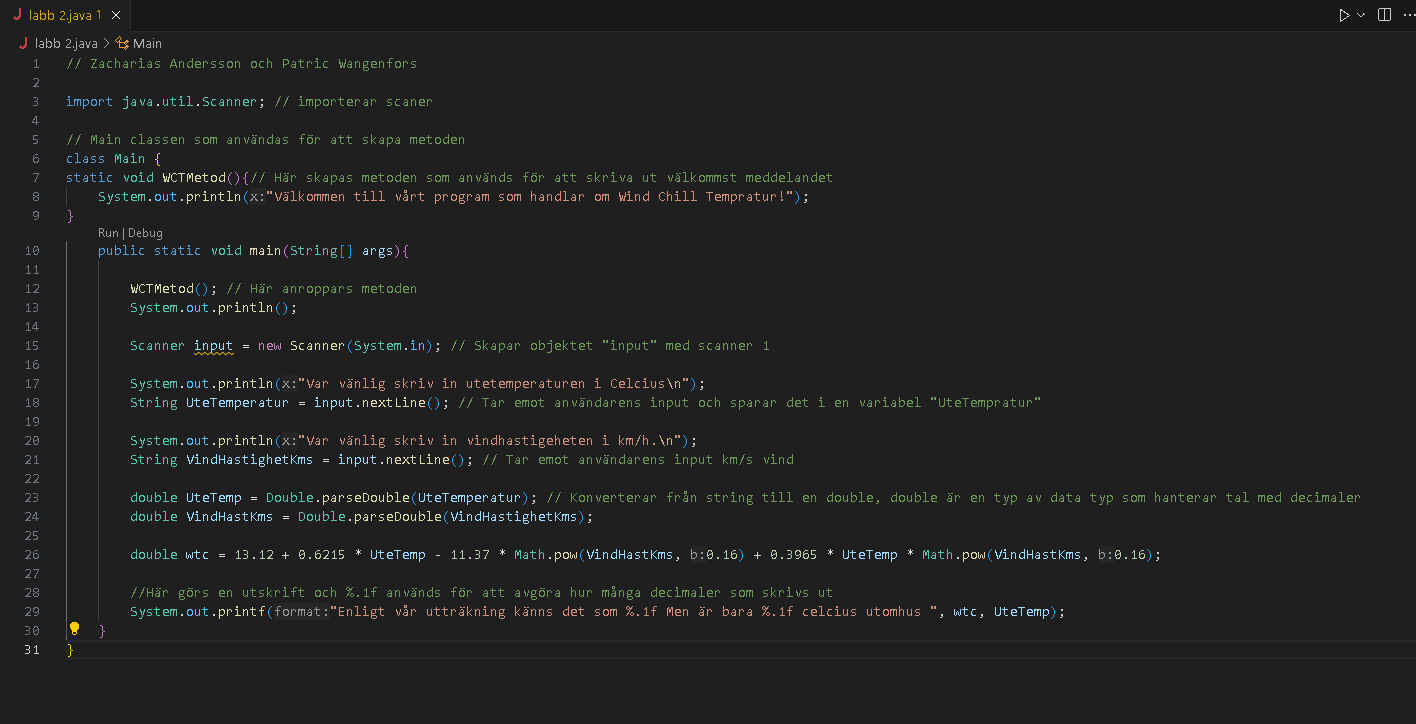 labb 2.java 1
labb 2.java > Main
1 // Zacharias Andersson och Patric Wangenfors
2
3 import java.util.Scanner; // importerar scaner
4
5 // Main classen som användas för att skapa metoden
6 class Main {
7 static void WCTMetod(){// Här skapas metoden som används för att skriva ut välkommst meddelandet
8 System.out.println(x:"Välkommen till vårt program som handlar om Wind Chill Tempratur!");
9 }
Run | Debug
10 public static void main(String[] args){
11
12 WCTMetod(); // Här anroppars metoden
13 System.out.println();
14
15 Scanner input = new Scanner(System.in); // Skapar objektet "input" med scanner 1
16
17 System.out.println(x:"Var vänlig skriv in utetemperaturen i Celcius\n");
18 String UteTemperatur = input.nextLine(); // Tar emot användarens input och sparar det i en variabel "UteTempratur"
19
20 System.out.println(x:"Var vänlig skriv in vindhastigeheten i km/h.\n");
21 String VindHastighetKms = input.nextLine(); // Tar emot användarens input km/s vind
22
23 double UteTemp = Double.parseDouble(UteTemperatur); // Konverterar från string till en double, double är en typ av data typ som hanterar tal med decimaler
24 double VindHastKms = Double.parseDouble(VindHastighetKms);
25
26 double wtc = 13.12 + 0.6215 * UteTemp - 11.37 * Math.pow(VindHastKms, b:0.16) + 0.3965 * UteTemp * Math.pow(VindHastKms, b:0.16);
27
28 //Här görs en utskrift och %.1f används för att avgöra hur många decimaler som skrivs ut
29 System.out.printf(format:"Enligt vår utträkning känns det som %.1f Men är bara %.1f celcius utomhus ", wtc, UteTemp);
30 }
31 }